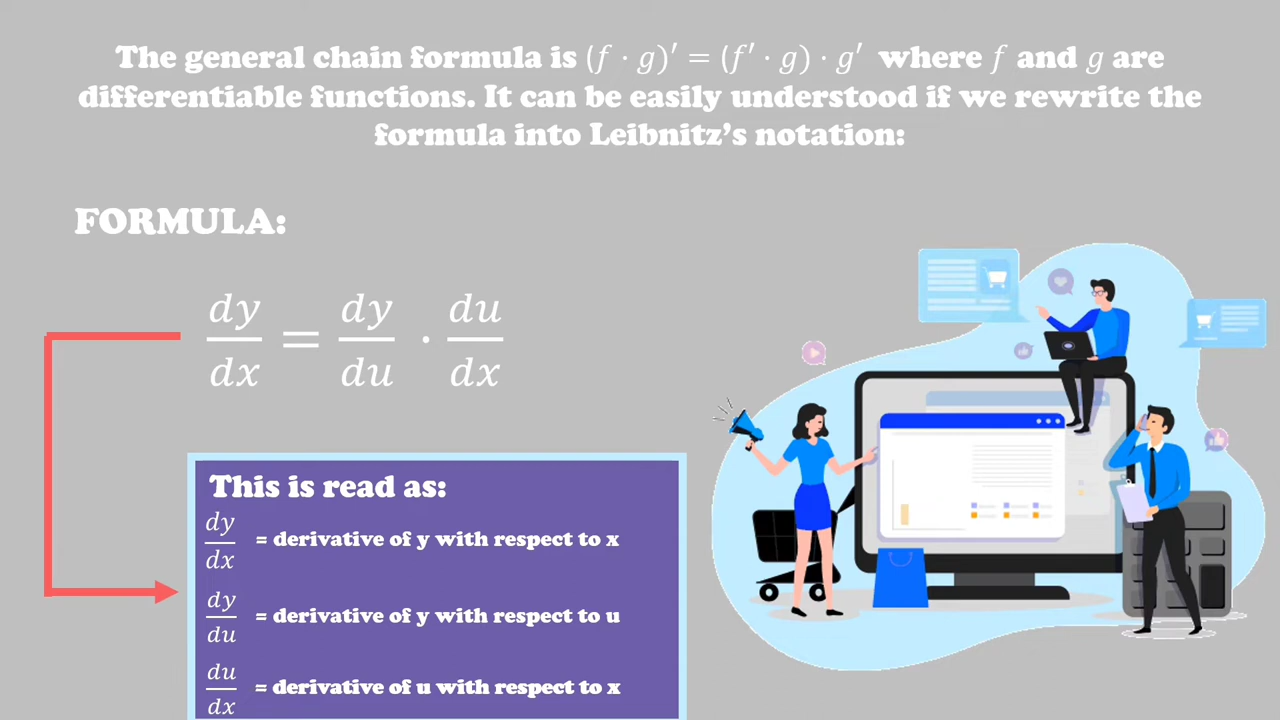 The general chain formula is (f · g)′ = (f′ · g) · g′ where f and g are
differentiable functions. It can be easily understood if we rewrite the
formula into Leibnitz’s notation:
FORMULA:
dy/dx = dy/du · du/dx
This is read as:
dy/dx = derivative of y with respect to x
dy/du = derivative of y with respect to u
du/dx = derivative of u with respect to x